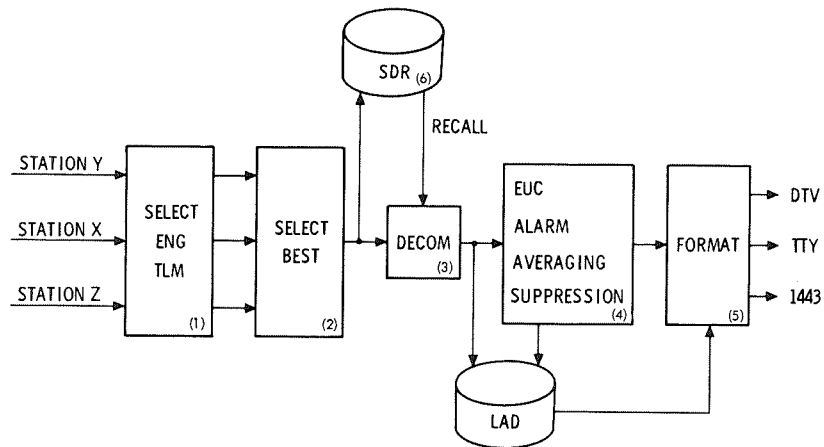 SDR (6)
RECALL
STATION Y
STATION X
STATION Z
SELECT
ENG
TLM
(1)
SELECT
BEST
(2)
DECOM
(3)
EUC
ALARM
AVERAGING
SUPPRESSION
(4)
FORMAT
(5)
DTV
TTY
1443
LAD